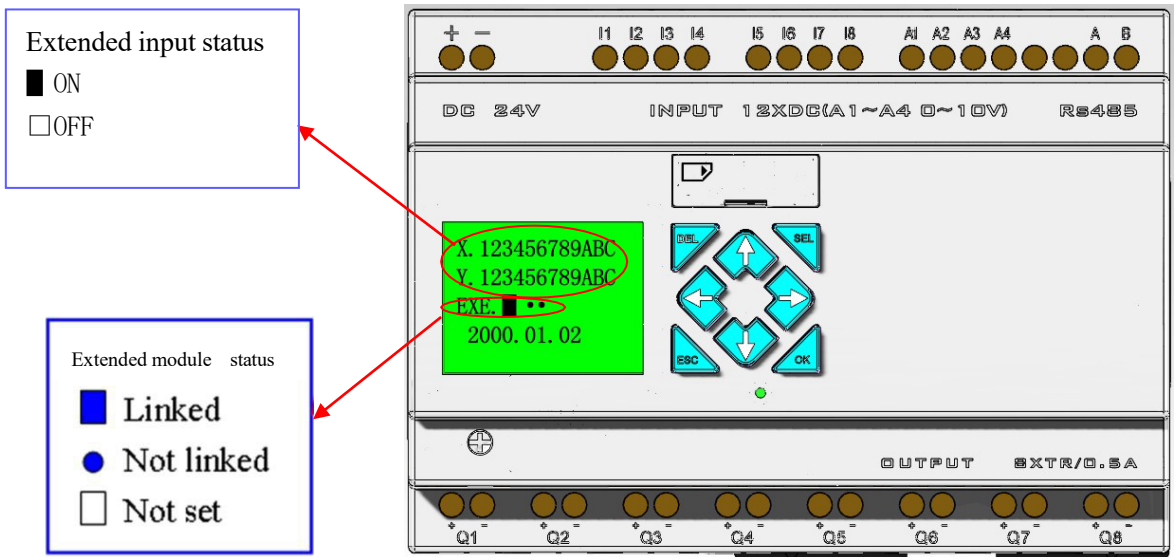 Extended input status
ON
OFF
Extended module status
Linked
Not linked
Not set
+ -
I1 I2 I3 I4 I5 I6 I7 I8 A1 A2 A3 A4 A B
DC 24V INPUT 12XDC(A1~A4 0~10V) Rs485
X.123456789ABC
Y.123456789ABC
EXE.
2000.01.02
DEL
SEL
ESC
OK
OUTPUT 8XTR/0.5A
+ - + - + - + - + - + - + - + -
Q1 Q2 Q3 Q4 Q5 Q6 Q7 Q8